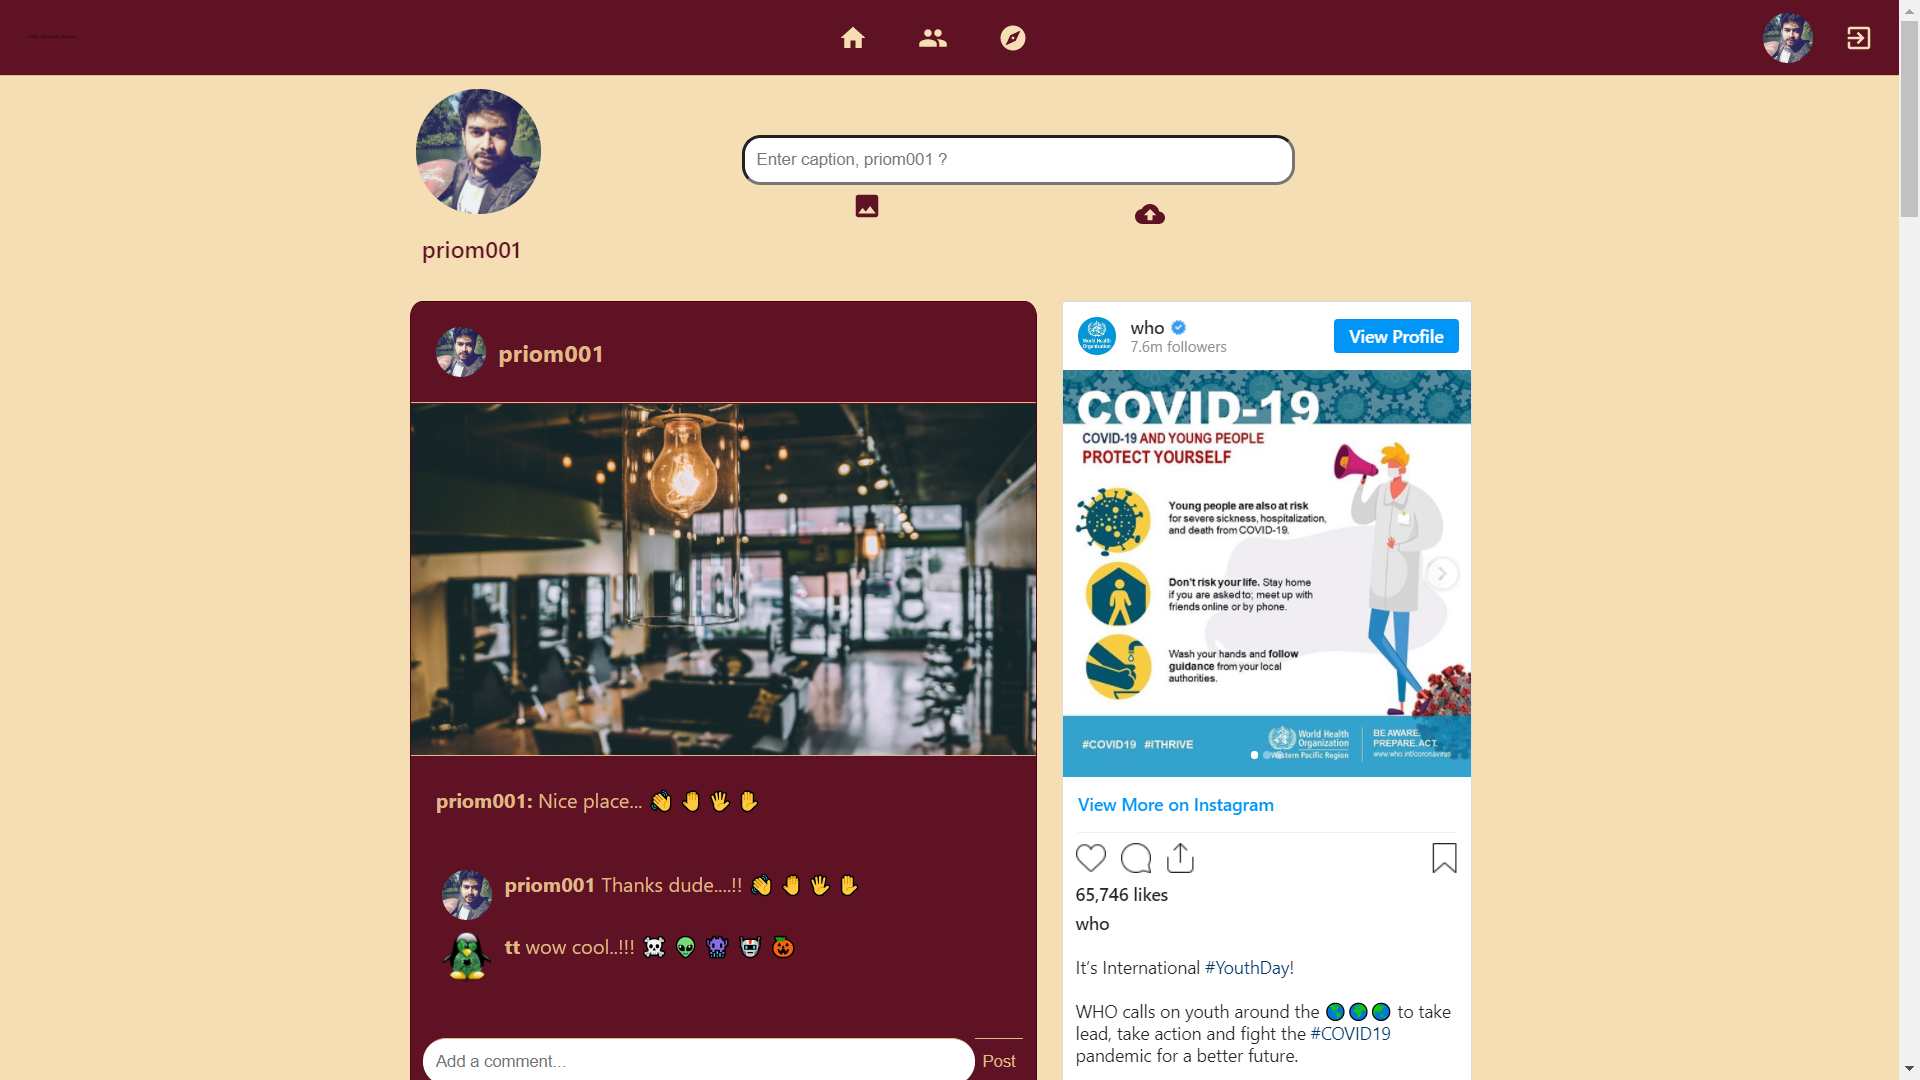 Enter caption, priom001 ?
priom001
priom001
priom001: Nice place... 👋 🤚 🖐 ✋
priom001 Thanks dude....!! 👋 🤚 🖐 ✋
tt wow cool..!!! ☠ 👽 👾 🤖 🎃
Add a comment...
Post
who
7.6m followers
View Profile
World Health
Organization
COVID-19
COVID-19 AND YOUNG PEOPLE
PROTECT YOURSELF
Young people are also at risk
for severe sickness, hospitalization,
and death from COVID-19.
Don't risk your life. Stay home
if you are asked to; meet up with
friends online or by phone.
Wash your hands and follow
guidance from your local
authorities.
#COVID19 #ITHRIVE
World Health
Organization
Western Pacific Region
BE AWARE.
PREPARE. ACT.
www.who.int/coronavirus
View More on Instagram
65,746 likes
who
It’s International #YouthDay!
WHO calls on youth around the 🌎🌍🌏 to take
lead, take action and fight the #COVID19
pandemic for a better future.